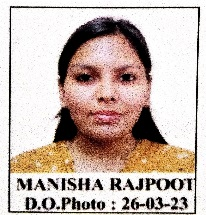 MANISHA RAJPOOT
D.O.Photo : 26-03-23